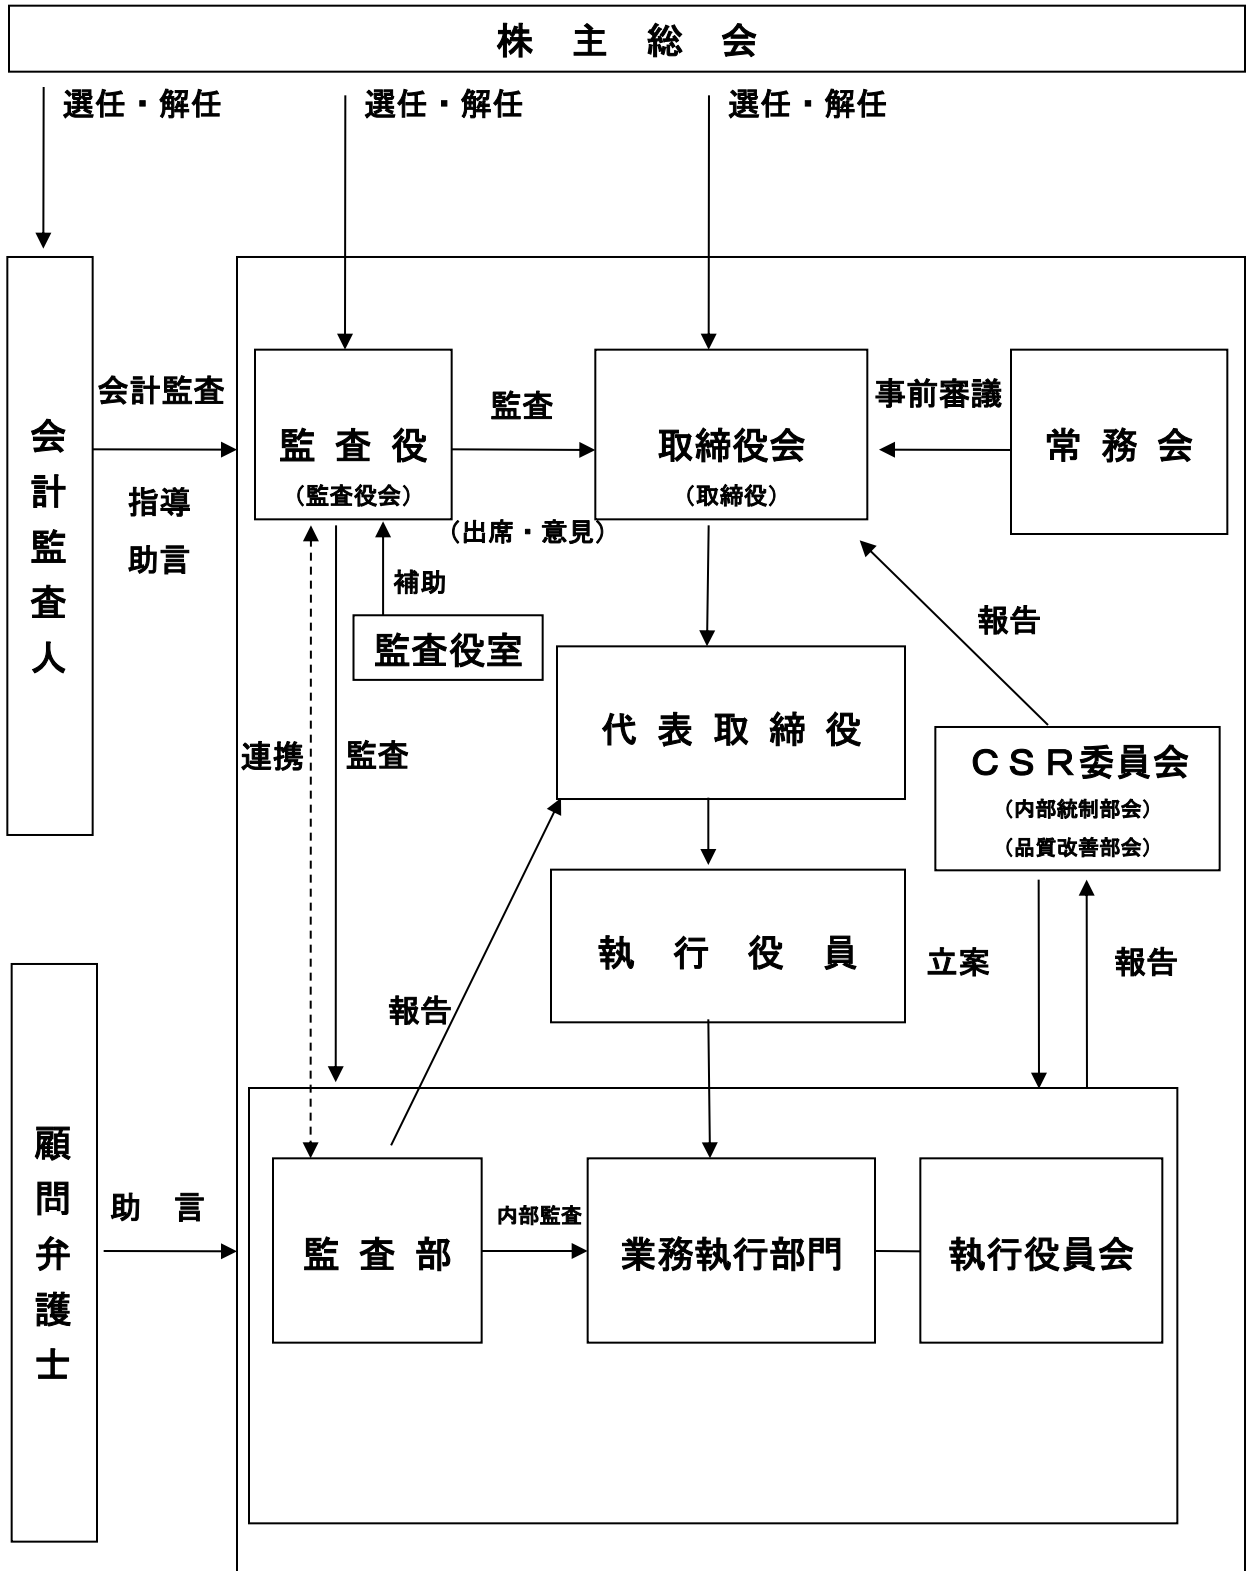 株　主　総　会
選任・解任
選任・解任
選任・解任
会計監査人
会計監査
指導
助言
監 査 役
（監査役会）
監査
（出席・意見）
取締役会
（取締役）
事前審議
常 務 会
補助
監査役室
報告
代 表 取 締 役
連携
監査
ＣＳＲ委員会
（内部統制部会）
（品質改善部会）
執　行　役　員
立案
報告
報告
顧問弁護士
助　言
監 査 部
内部監査
業務執行部門
執行役員会